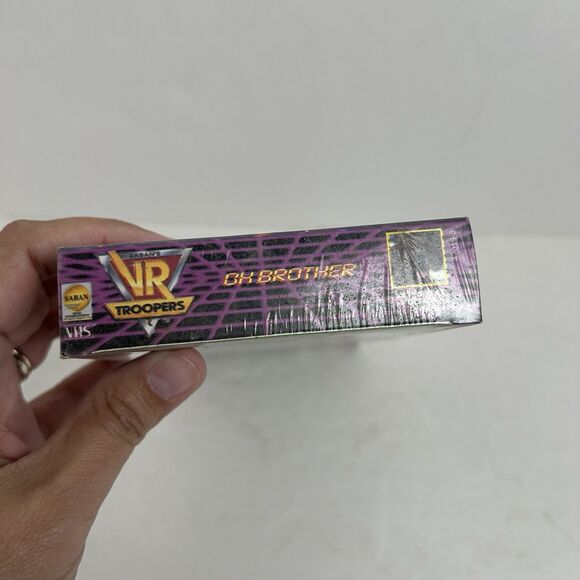 SABAN'S
VR
TROOPERS
OH BROTHER
SABAN
VHS